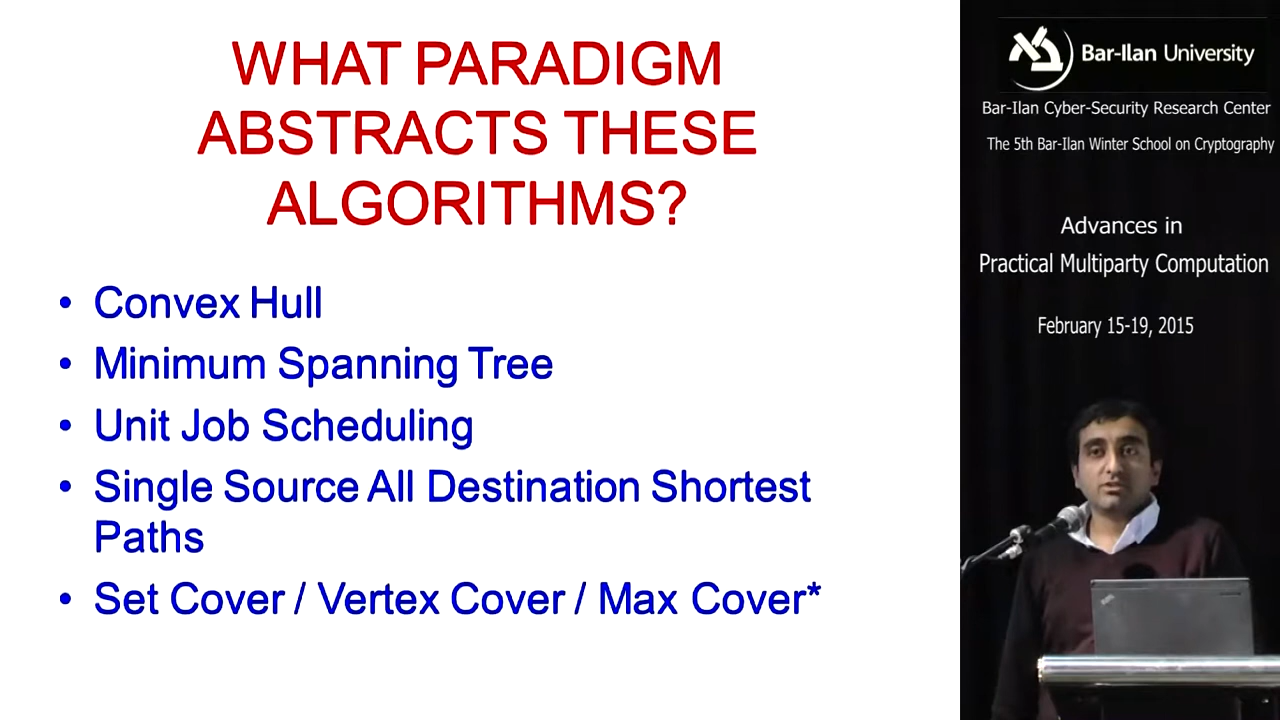 WHAT PARADIGM
ABSTRACTS THESE
ALGORITHMS?
• Convex Hull
• Minimum Spanning Tree
• Unit Job Scheduling
• Single Source All Destination Shortest
Paths
• Set Cover / Vertex Cover / Max Cover*
Bar-Ilan University
Bar-Ilan Cyber-Security Research Center
The 5th Bar-Ilan Winter School on Cryptography
Advances in
Practical Multiparty Computation
February 15-19, 2015